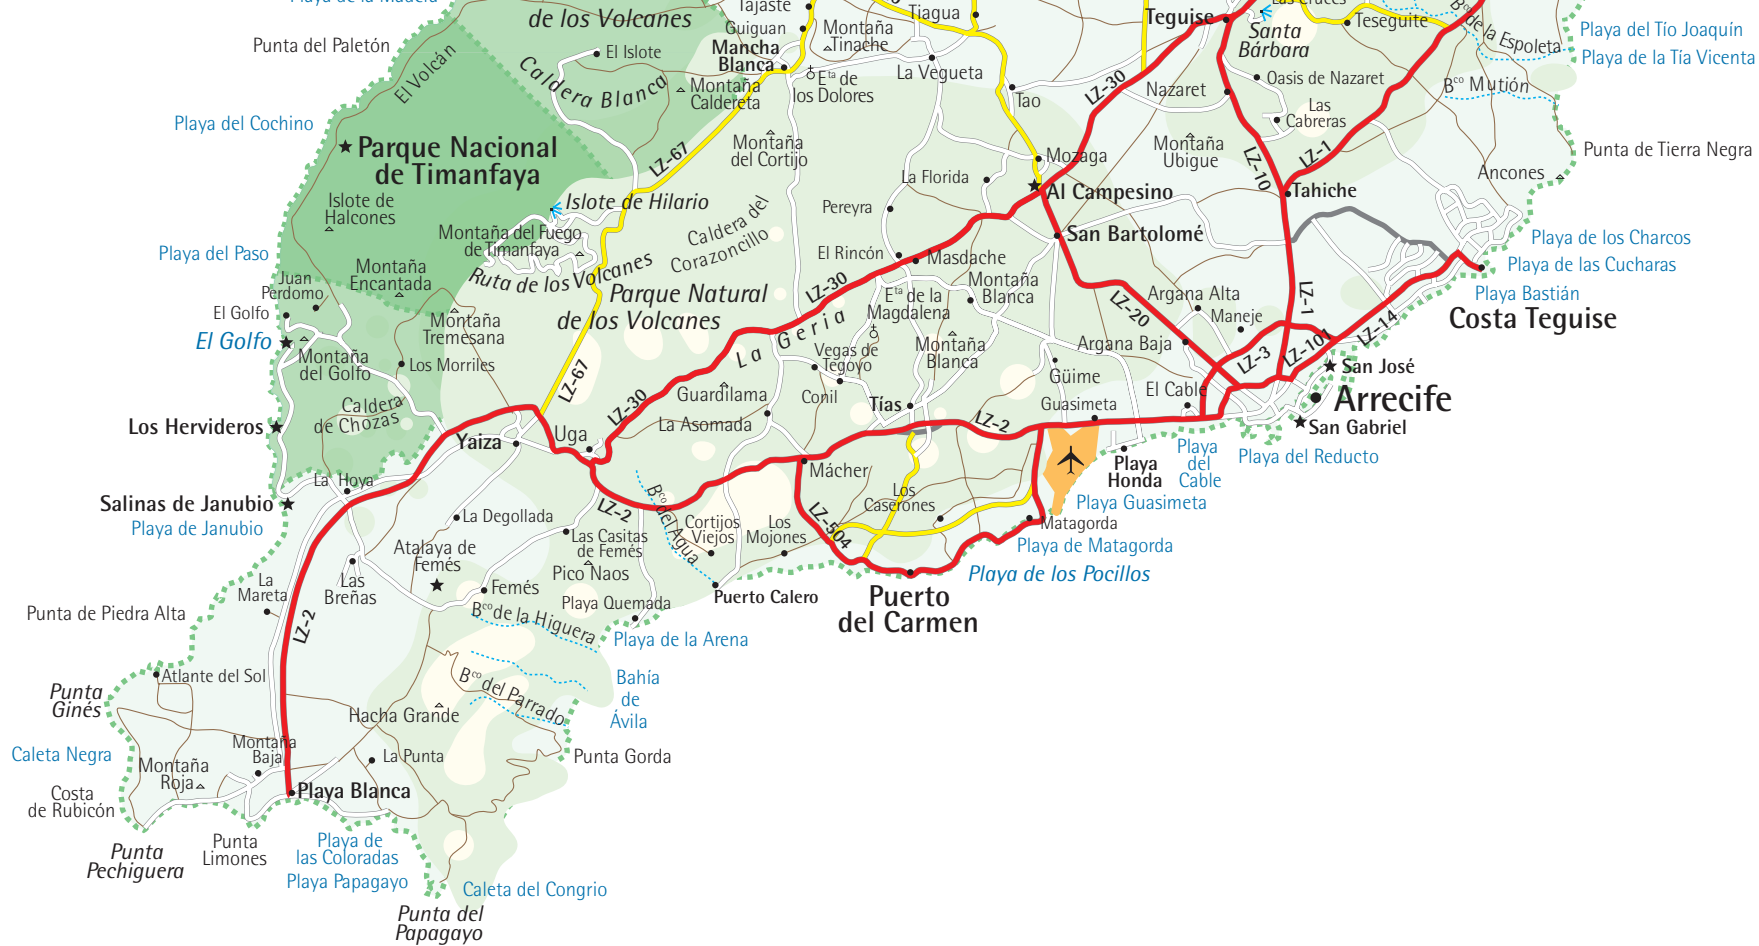 Playa de la Madera
de los Volcanes
Tajaste
Guiguan
Tiagua
Teguise
Las Cruces
Santa
Bárbara
Teseguite
Bco de la Espoleta
Playa del Tío Joaquín
Playa de la Tía Vicenta
Punta del Paletón
El Volcán
El Islote
Caldera Blanca
Mancha
Blanca
Montaña
Tinache
Montaña
Caldereta
Eta de
los Dolores
La Vegueta
Tao
LZ-30
Nazaret
Oasis de Nazaret
Las
Cabreras
Bco Mutión
Playa del Cochino
Parque Nacional
de Timanfaya
LZ-67
Montaña
del Cortijo
Mozaga
Montaña
Ubigue
LZ-10
LZ-1
Punta de Tierra Negra
Ancones
Islote de
Halcones
Islote de Hilario
La Florida
Al Campesino
Tahiche
Pereyra
Caldera del
Corazoncillo
Montaña del Fuego
de Timanfaya
San Bartolomé
Playa de los Charcos
Playa del Paso
El Rincón
Masdache
Playa de las Cucharas
Ruta de los Volcanes
Montaña
Encantada
Juan
Perdomo
Parque Natural
de los Volcanes
LZ-30
Montaña
Blanca
Eta de la
Magdalena
LZ-20
Argana Alta
Maneje
LZ-1
Playa Bastián
Costa Teguise
El Golfo
El Golfo
Montaña
Tremesana
La Geria
Montaña
del Golfo
Los Morriles
Vegas de
Tegoyo
Montaña
Blanca
Argana Baja
LZ-3
LZ-101
LZ-14
San José
LZ-67
LZ-30
Guardilama
Conil
Güime
El Cable
Arrecife
Caldera
de Chozas
Tías
Guasimeta
San Gabriel
Los Hervideros
Yaiza
Uga
La Asomada
LZ-2
Playa del Reducto
Playa
del
Cable
Playa
Honda
Mácher
La Hoya
Salinas de Janubio
Playa de Janubio
LZ-2
Bco del Agua
Los
Caserones
Playa Guasimeta
La Degollada
Cortijos
Viejos
Los
Mojones
LZ-504
Matagorda
Playa de Matagorda
Las Casitas
de Femés
Atalaya de
Femés
Pico Naos
Playa de los Pocillos
La
Mareta
Las
Breñas
Femés
Puerto Calero
Puerto
del Carmen
Playa Quemada
Punta de Piedra Alta
LZ-2
Bco de la Higuera
Playa de la Arena
Atlante del Sol
Punta
Ginés
Bco del Parrado
Bahía
de
Ávila
Hacha Grande
Caleta Negra
Montaña
Baja
La Punta
Punta Gorda
Montaña
Roja
Costa
de Rubicón
Playa Blanca
Punta
Pechiguera
Punta
Limones
Playa de
las Coloradas
Playa Papagayo
Caleta del Congrio
Punta del
Papagayo